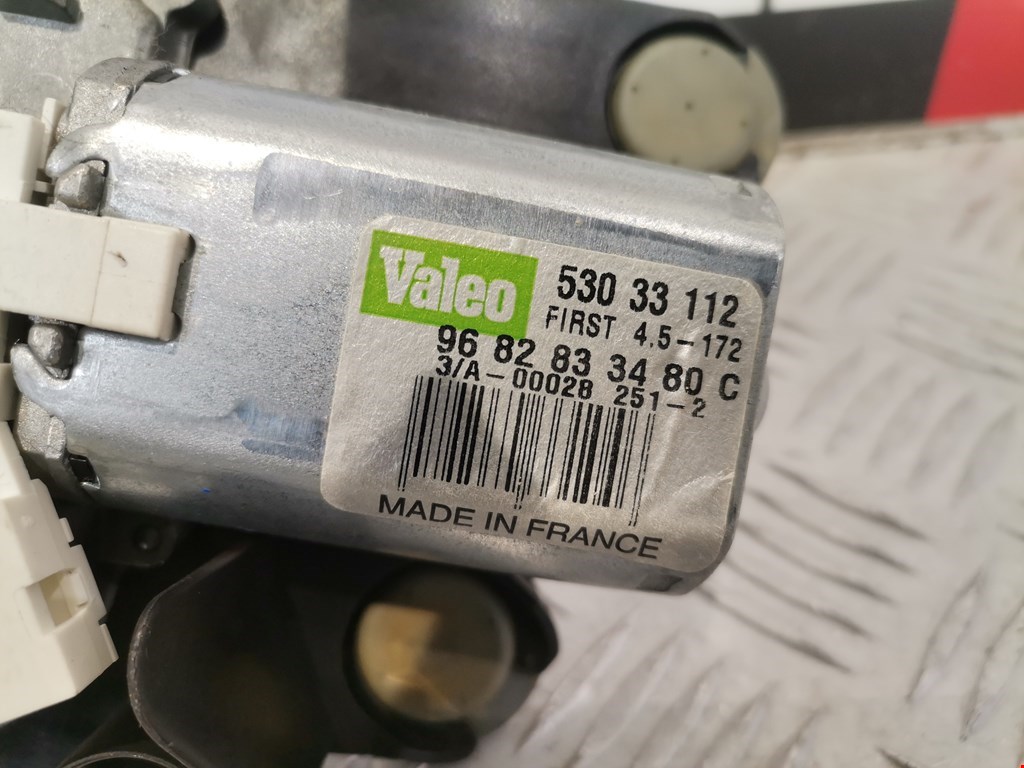 Valeo
530 33 112
FIRST 4.5-172
96 82 83 34 80 C
3/A-00028 251-2
MADE IN FRANCE